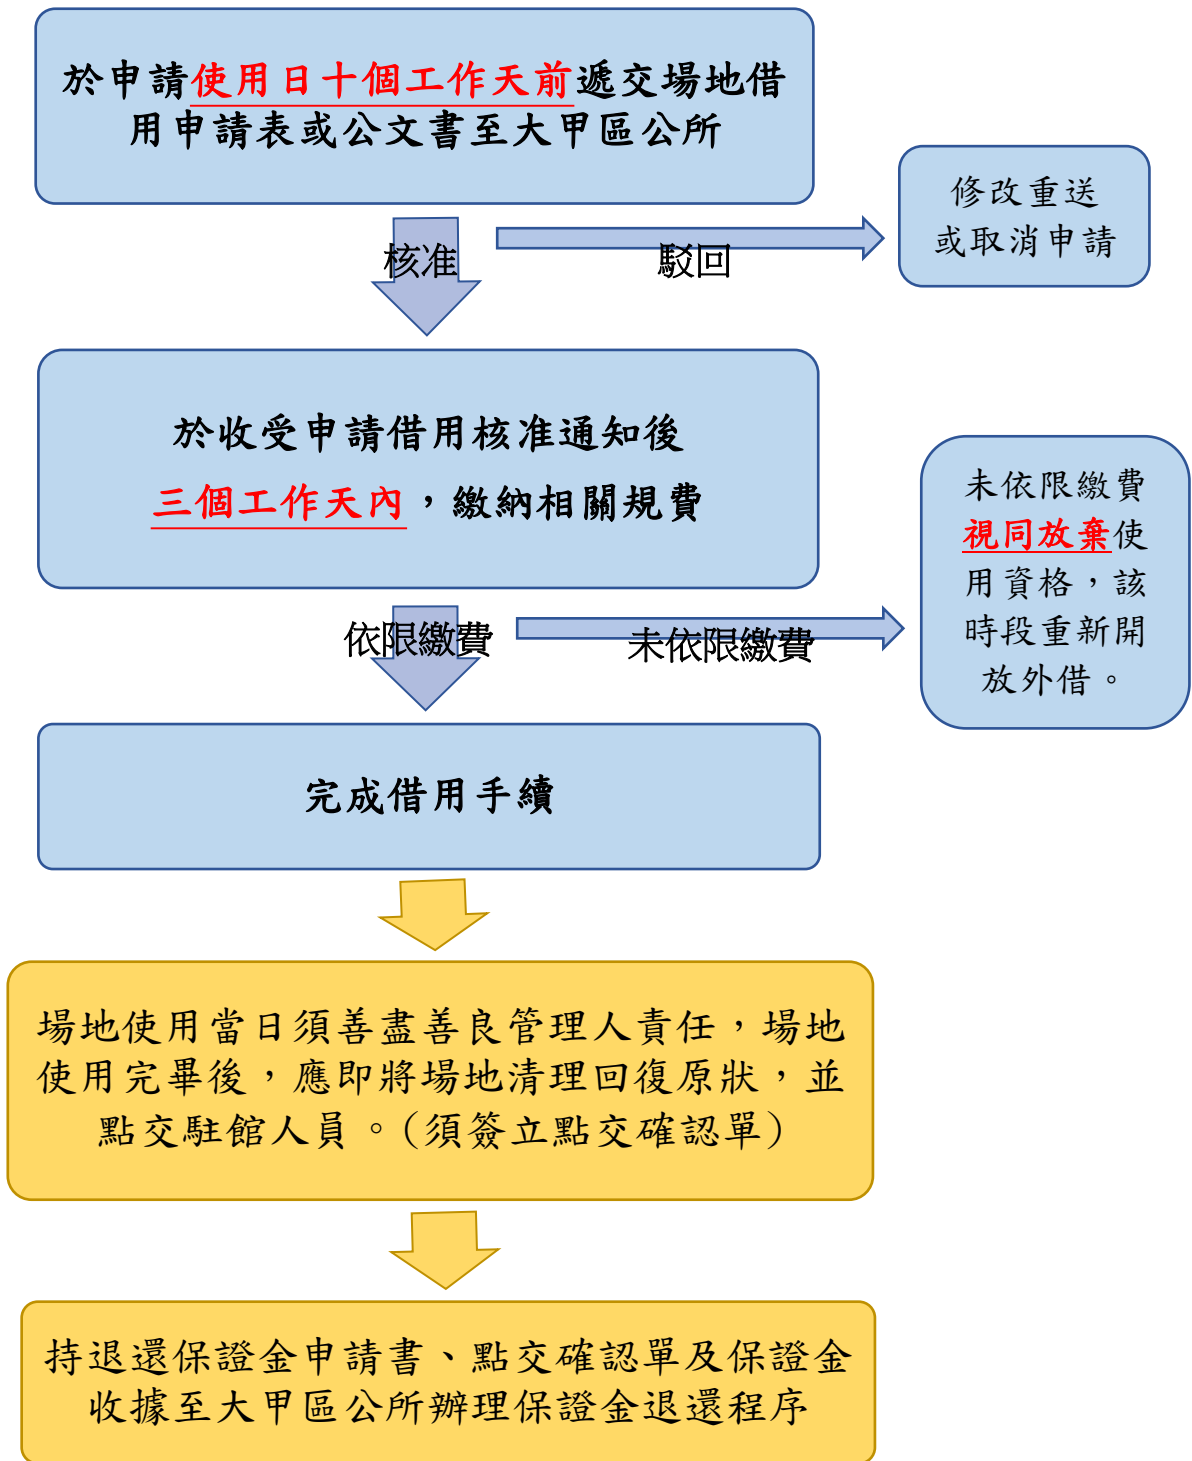 於申請使用日十個工作天前遞交場地借
用申請表或公文書至大甲區公所
修改重送
或取消申請
核准
駁回
於收受申請借用核准通知後
三個工作天內，繳納相關規費
未依限繳費
視同放棄使
用資格，該
時段重新開
放外借。
依限繳費
未依限繳費
完成借用手續
場地使用當日須善盡善良管理人責任，場地
使用完畢後，應即將場地清理回復原狀，並
點交駐館人員。(須簽立點交確認單)
持退還保證金申請書、點交確認單及保證金
收據至大甲區公所辦理保證金退還程序